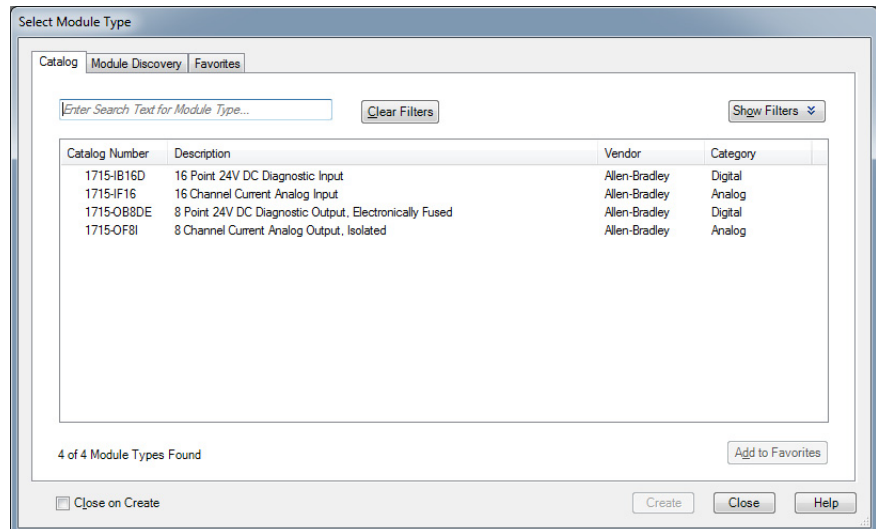 Select Module Type
Catalog Module Discovery Favorites
Enter Search Text for Module Type... Clear Filters Show Filters
Catalog Number Description Vendor Category
1715-IB16D 16 Point 24V DC Diagnostic Input Allen-Bradley Digital
1715-IF16 16 Channel Current Analog Input Allen-Bradley Analog
1715-OB8DE 8 Point 24V DC Diagnostic Output, Electronically Fused Allen-Bradley Digital
1715-OF8I 8 Channel Current Analog Output, Isolated Allen-Bradley Analog
4 of 4 Module Types Found Add to Favorites
Close on Create Create Close Help